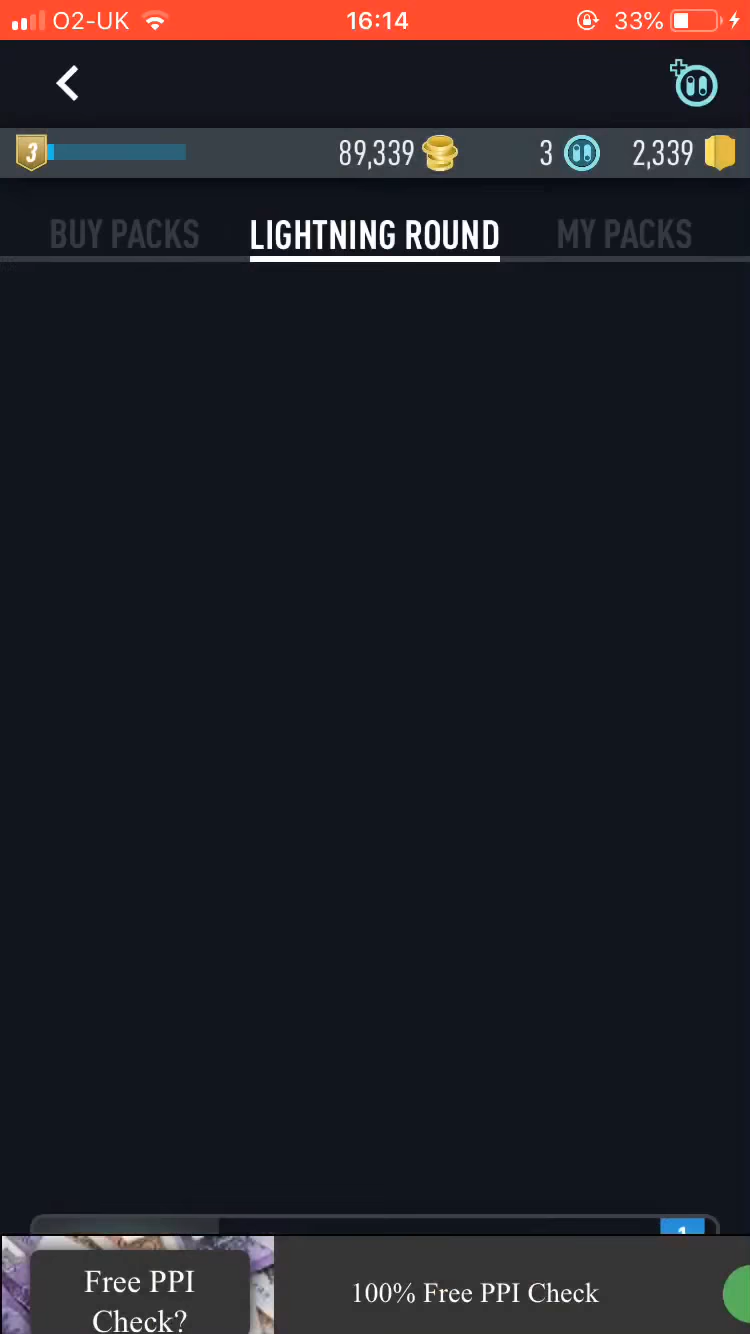 O2-UK 16:14 33%
3 89,339 3 2,339
BUY PACKS LIGHTNING ROUND MY PACKS
1
Free PPI
Check?
100% Free PPI Check